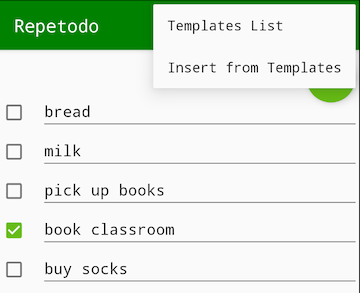 Repetodo
Templates List
Insert from Templates
bread
milk
pick up books
book classroom
buy socks